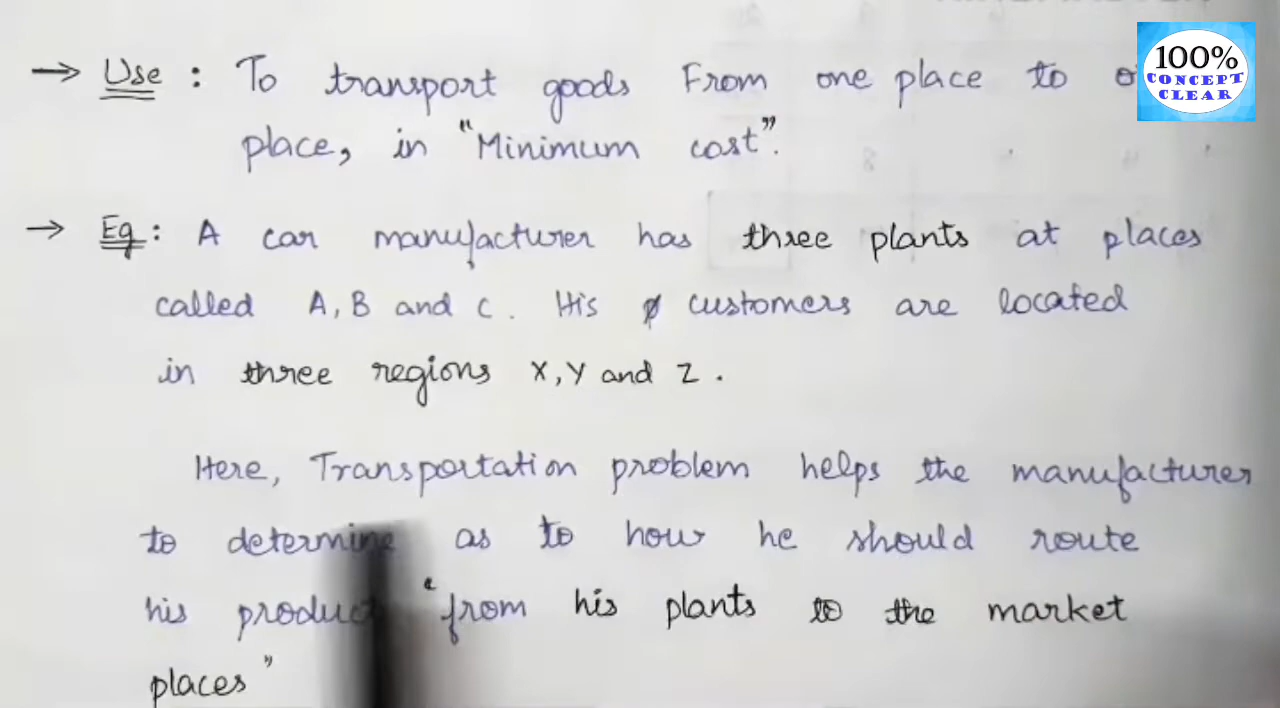 100%
CONCEPT
CLEAR
→ Use : To transport goods From one place to
place, in "Minimum cost".
→ Eg : A car manufacturer has three plants at places
called A, B and C. His customers are located
in three regions X, Y and Z.
Here, Transportation problem helps the manufacturer
to determine as to how he should route
his product "from his plants to the market
places"